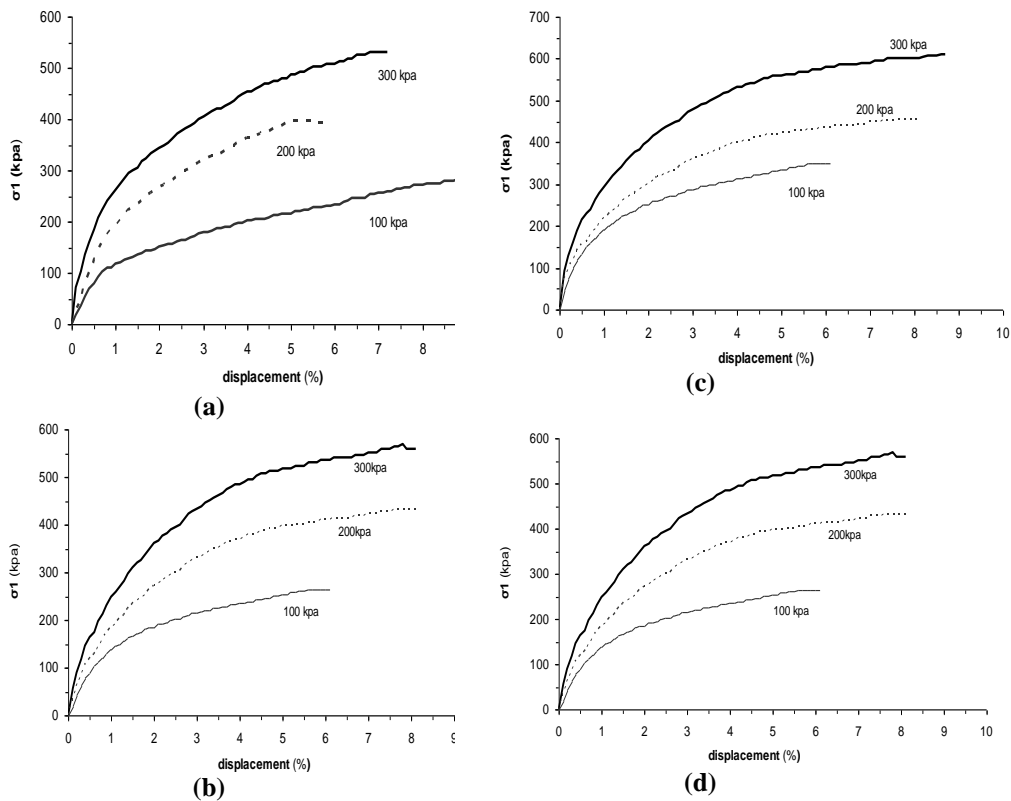 600
500
400
300
200
100
0
σ1 (kpa)
300 kpa
200 kpa
100 kpa
0 1 2 3 4 5 6 7 8
displacement (%)
(a)
700
600
500
400
300
200
100
0
σ1 (kpa)
300 kpa
200 kpa
100 kpa
0 1 2 3 4 5 6 7 8 9 10
displacement (%)
(c)
600
500
400
300
200
100
0
σ1 (kpa)
300kpa
200kpa
100 kpa
0 1 2 3 4 5 6 7 8 9
displacement (%)
(b)
600
500
400
300
200
100
0
σ1 (kpa)
300kpa
200kpa
100 kpa
0 1 2 3 4 5 6 7 8 9 10
displacement (%)
(d)